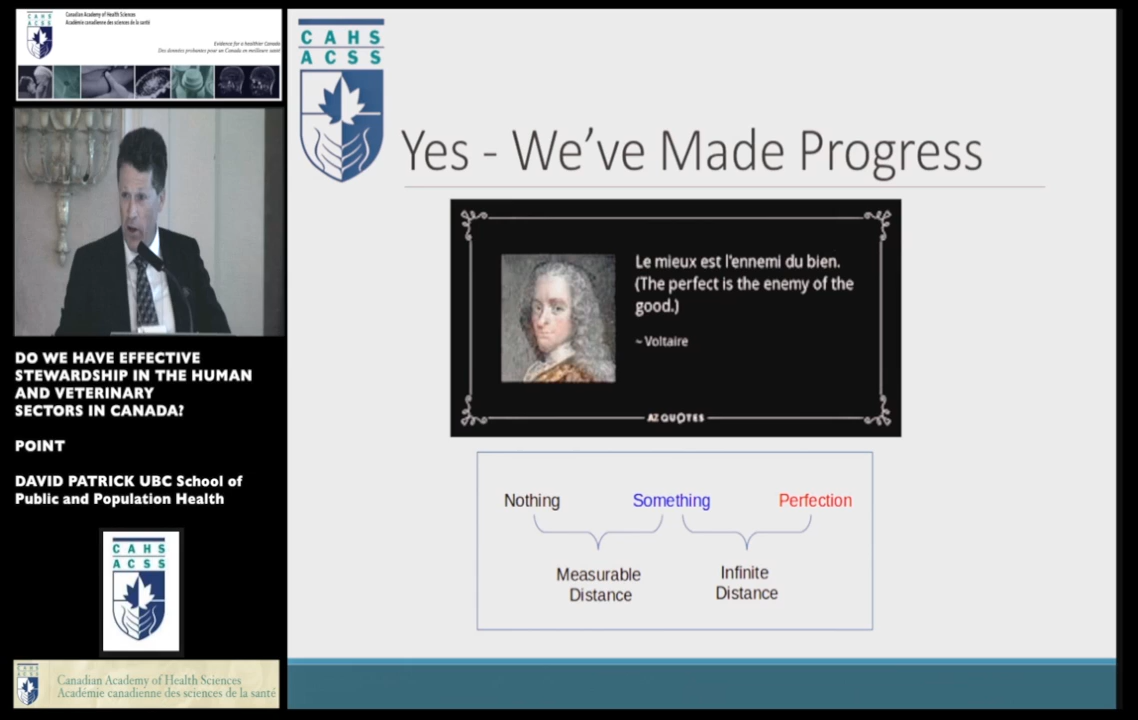 CAHS
ACSS
Canadian Academy of Health Sciences
Académie canadienne des sciences de la santé
Evidence for a healthier Canada
Des données probantes pour un Canada en meilleure santé
DO WE HAVE EFFECTIVE
STEWARDSHIP IN THE HUMAN
AND VETERINARY
SECTORS IN CANADA?
POINT
DAVID PATRICK UBC School of
Public and Population Health
CAHS
ACSS
CAHS
ACSS
Canadian Academy of Health Sciences
Académie canadienne des sciences de la santé
CAHS
ACSS
Yes - We've Made Progress
Le mieux est l'ennemi du bien.
(The perfect is the enemy of the
good.)
~ Voltaire
AZ QUOTES
Nothing Something Perfection
Measurable
Distance
Infinite
Distance